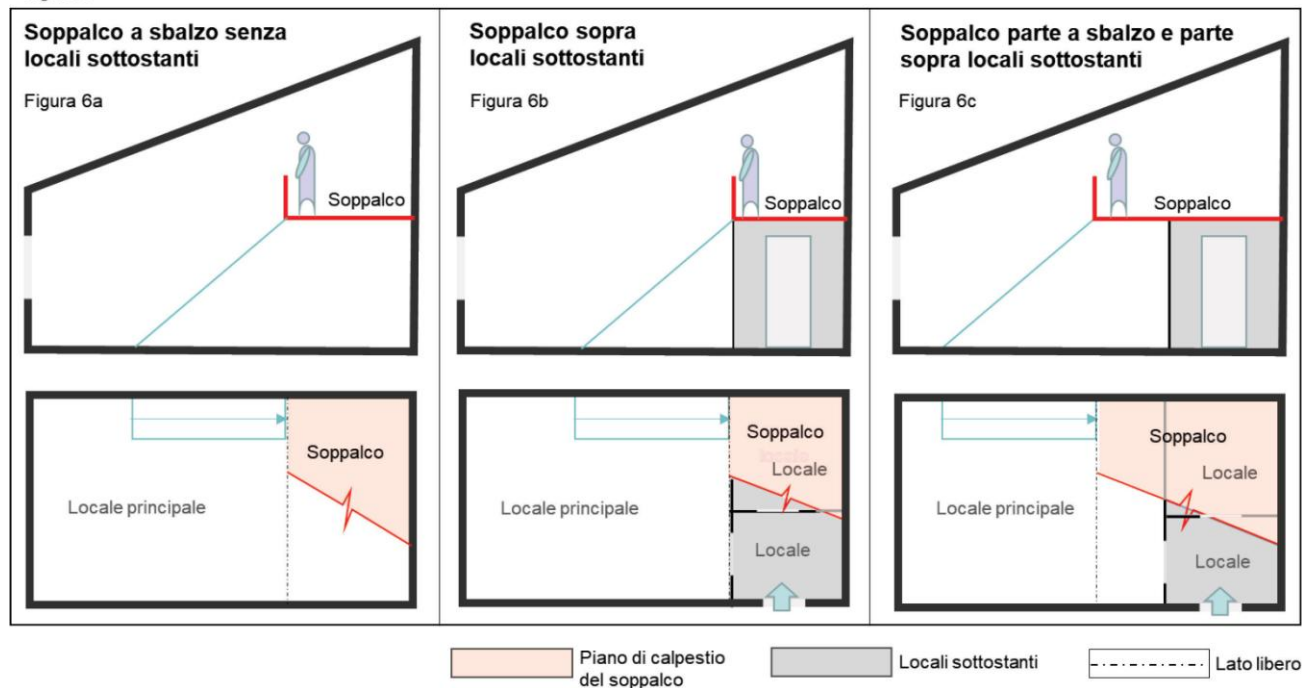 Soppalco a sbalzo senza
locali sottostanti
Figura 6a
Soppalco
Soppalco
Locale principale
Soppalco sopra
locali sottostanti
Figura 6b
Soppalco
Soppalco
Locale
Locale principale
Locale
Soppalco parte a sbalzo e parte
sopra locali sottostanti
Figura 6c
Soppalco
Soppalco
Locale
Locale principale
Locale
Piano di calpestio
del soppalco
Locali sottostanti
Lato libero